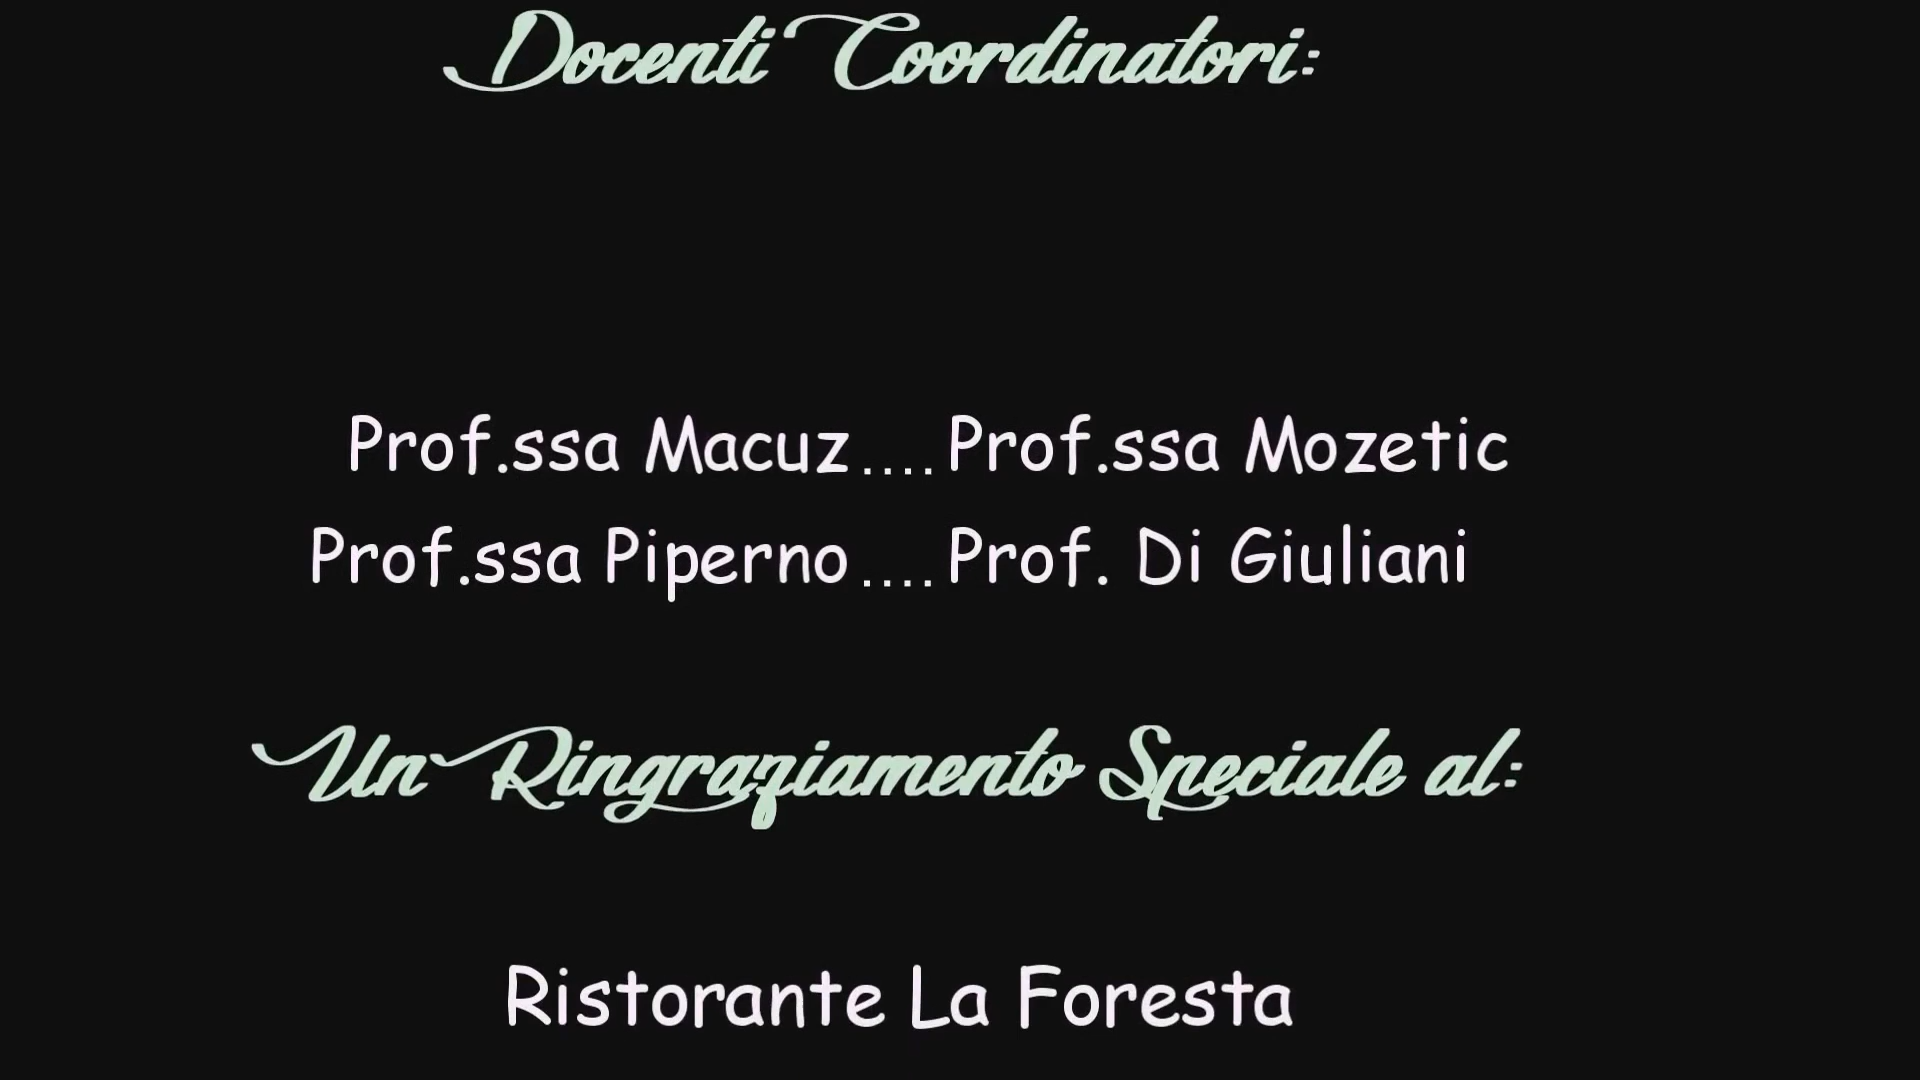 Docenti Coordinatori:
Prof.ssa Macuz....Prof.ssa Mozetic
Prof.ssa Piperno....Prof. Di Giuliani
Un Ringraziamento Speciale al:
Ristorante La Foresta